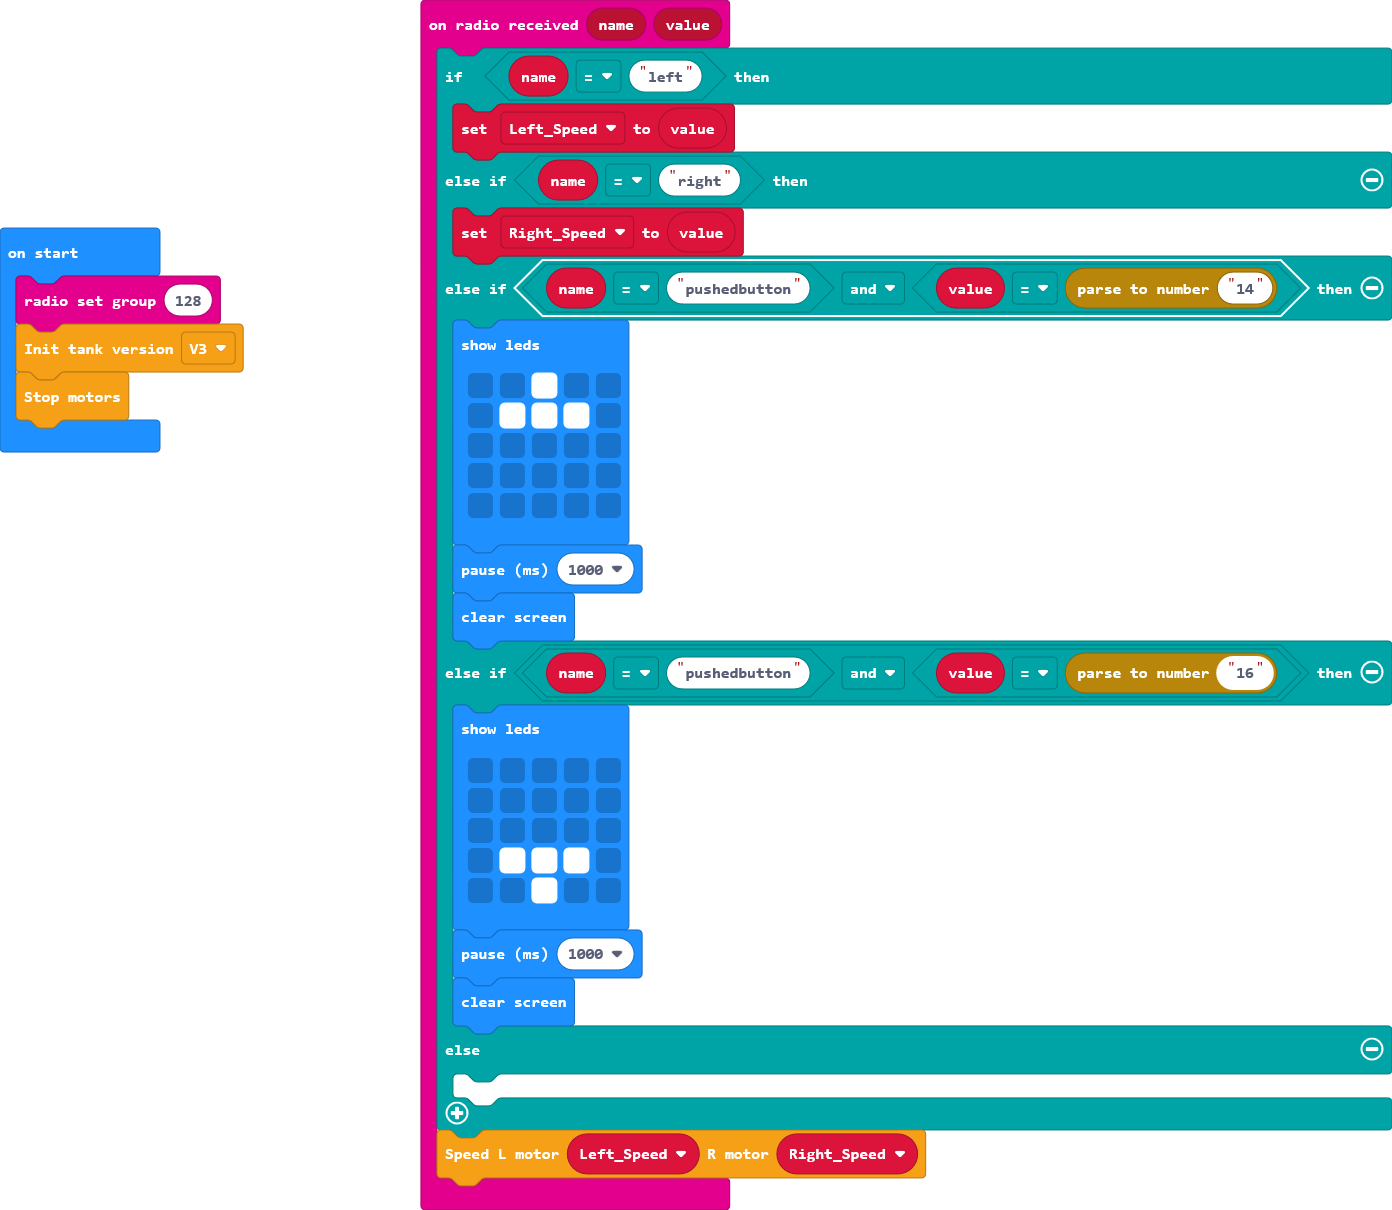 on start
radio set group 128
Init tank version V3
Stop motors
on radio received name value
if name = "left" then
set Left_Speed to value
else if name = "right" then
set Right_Speed to value
else if name = "pushedbutton" and value = parse to number "14" then
show leds
pause (ms) 1000
clear screen
else if name = "pushedbutton" and value = parse to number "16" then
show leds
pause (ms) 1000
clear screen
else
Speed L motor Left_Speed R motor Right_Speed